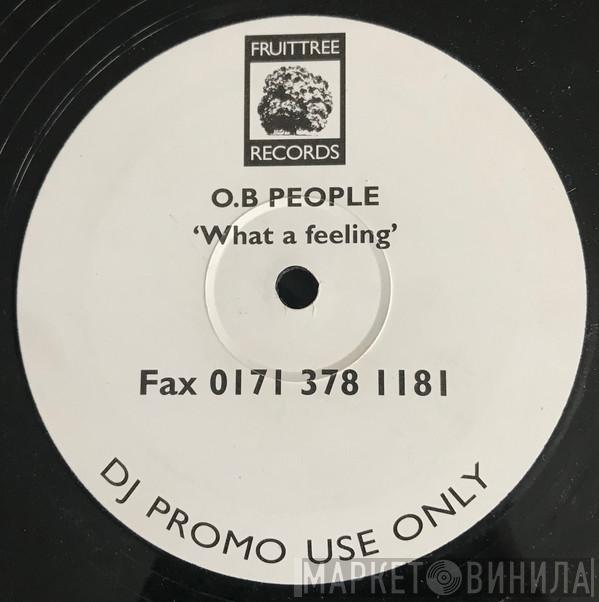 FRUITTREE
RECORDS
O.B PEOPLE
‘What a feeling’
Fax 0171 378 1181
DJ PROMO USE ONLY
МАРКЕТ ВИНИЛА